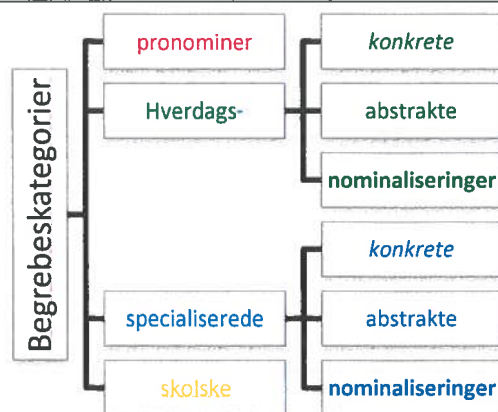 Begrebeskategorier
pronominer
Hverdags-
konkrete
abstrakte
nominaliseringer
specialiserede
konkrete
abstrakte
nominaliseringer
skolske